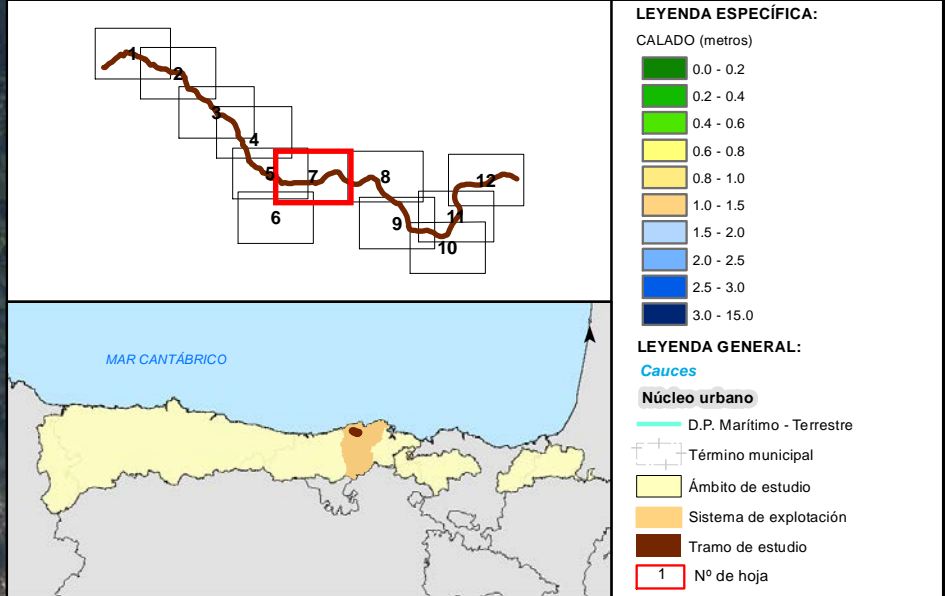 1
2
3
4
5
7
8
12
6
9
11
10
MAR CANTÁBRICO
LEYENDA ESPECÍFICA:
CALADO (metros)
0.0 - 0.2
0.2 - 0.4
0.4 - 0.6
0.6 - 0.8
0.8 - 1.0
1.0 - 1.5
1.5 - 2.0
2.0 - 2.5
2.5 - 3.0
3.0 - 15.0
LEYENDA GENERAL:
Cauces
Núcleo urbano
D.P. Marítimo - Terrestre
Término municipal
Ámbito de estudio
Sistema de explotación
Tramo de estudio
1 Nº de hoja